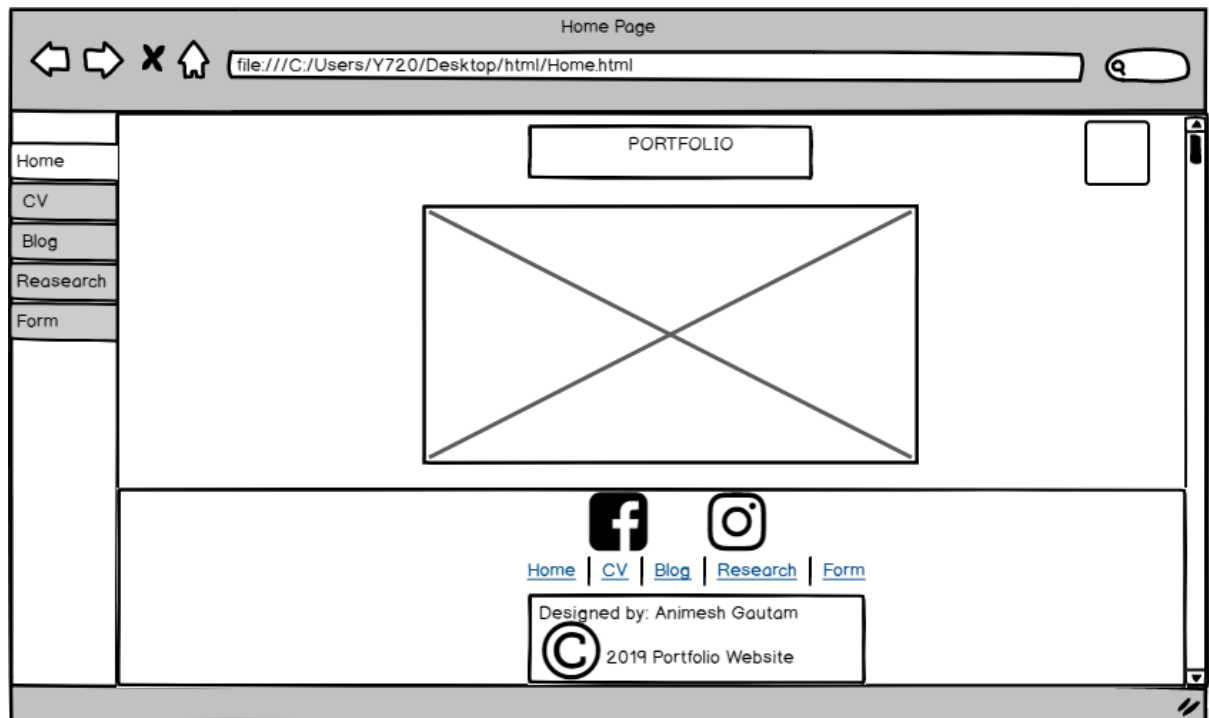 Home Page
file:///C:/Users/Y720/Desktop/html/Home.html
PORTFOLIO
Home
CV
Blog
Reasearch
Form
Home CV Blog Research Form
Designed by: Animesh Gautam
© 2019 Portfolio Website